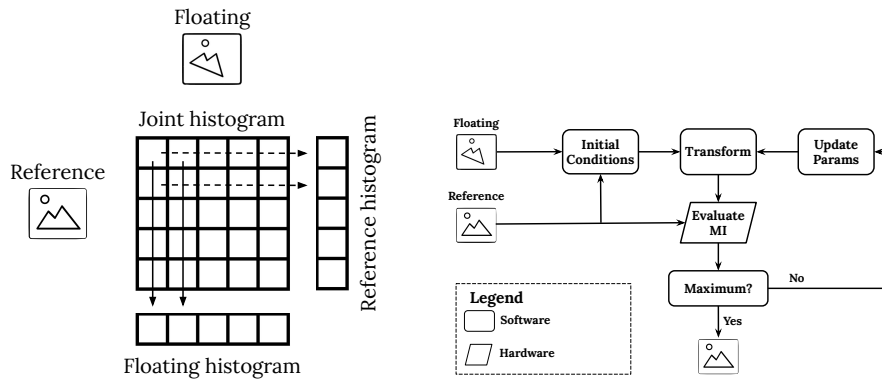 Floating
Joint histogram
Reference
Reference histogram
Floating histogram
Floating
Initial
Conditions
Transform
Update
Params
Reference
Evaluate
MI
Maximum?
No
Yes
Legend
Software
Hardware